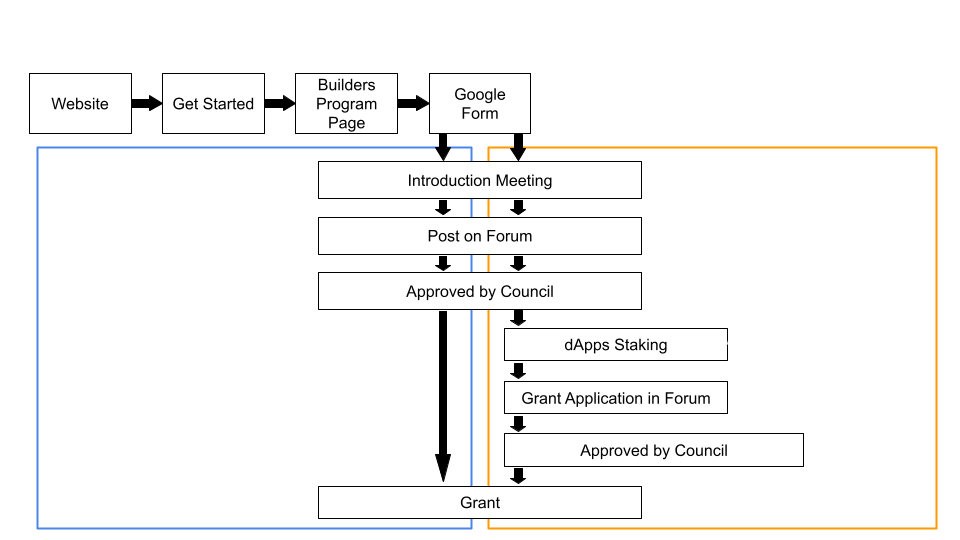 Website
Get Started
Builders
Program
Page
Google
Form
Introduction Meeting
Post on Forum
Approved by Council
dApps Staking
Grant Application in Forum
Approved by Council
Grant